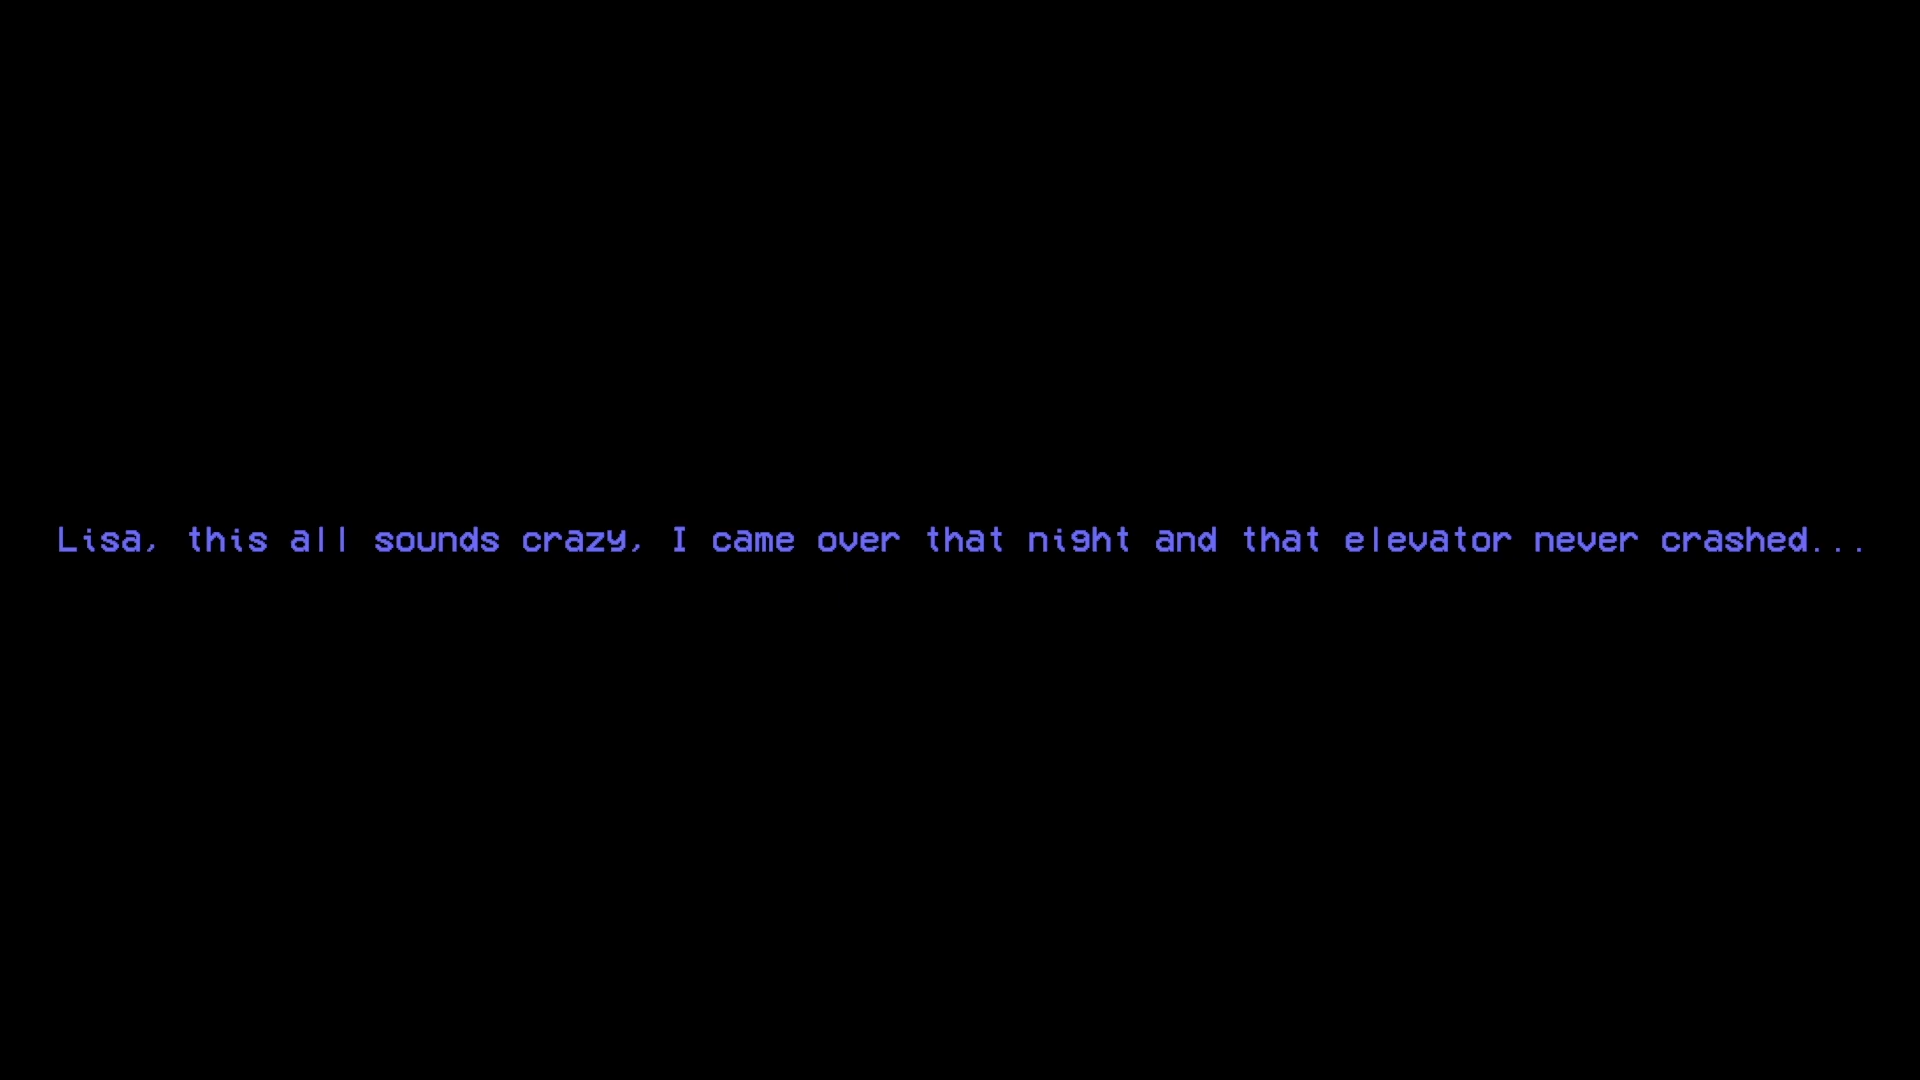 Lisa, this all sounds crazy, I came over that night and that elevator never crashed...